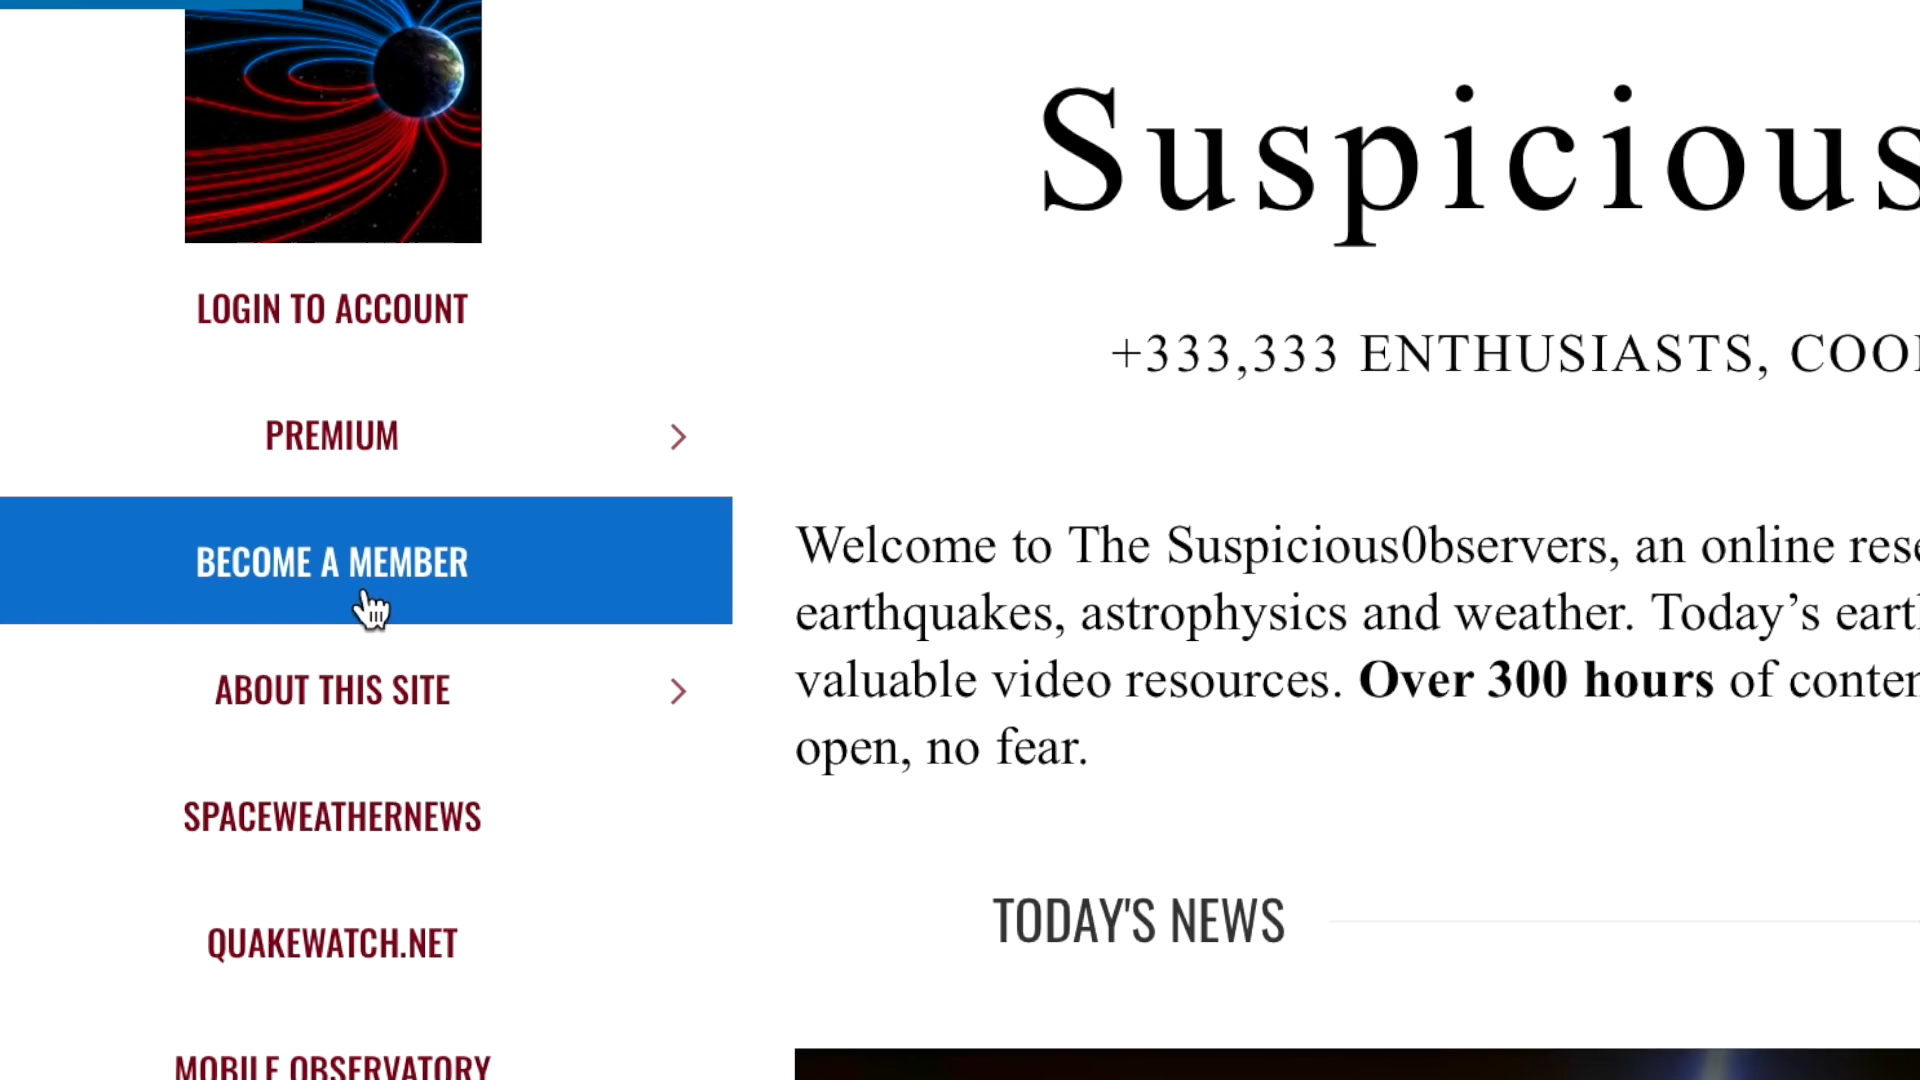 LOGIN TO ACCOUNT
PREMIUM
BECOME A MEMBER
ABOUT THIS SITE
SPACEWEATHERNEWS
QUAKEWATCH.NET
MOBILE OBSERVATORY
Suspicious
+333,333 ENTHUSIASTS,
Welcome to The Suspicious0bservers, an online
earthquakes, astrophysics and weather. Today’s
valuable video resources. Over 300 hours of
open, no fear.
TODAY'S NEWS